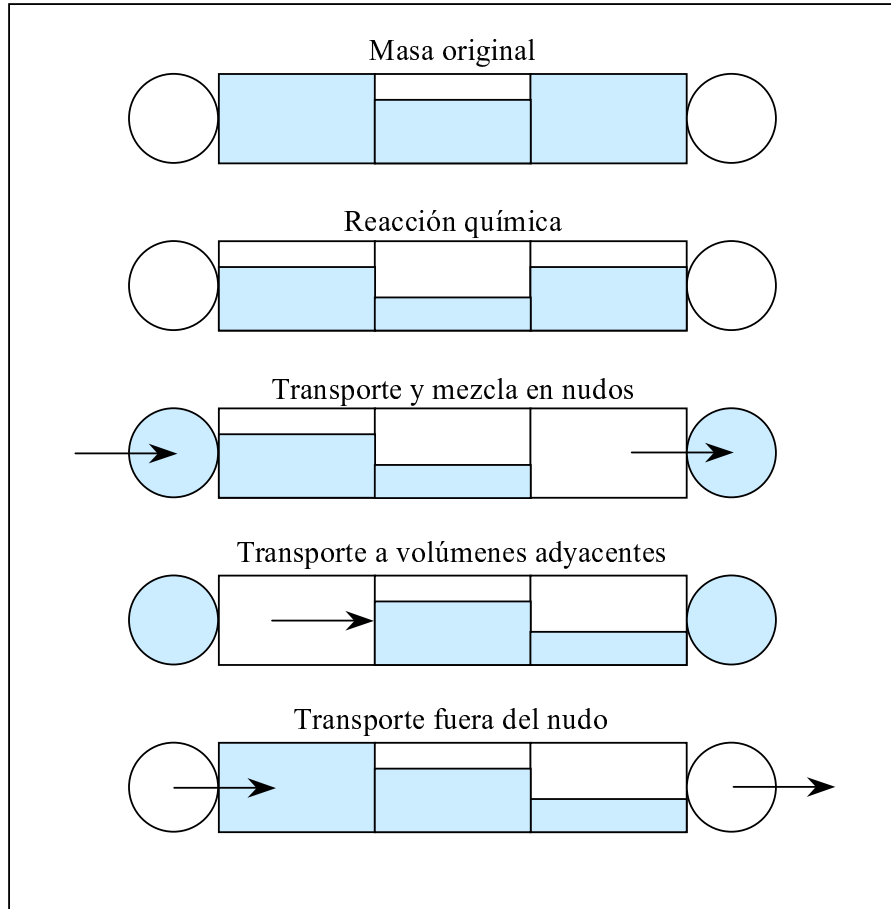 Masa original
Reacción química
Transporte y mezcla en nudos
Transporte a volúmenes adyacentes
Transporte fuera del nudo